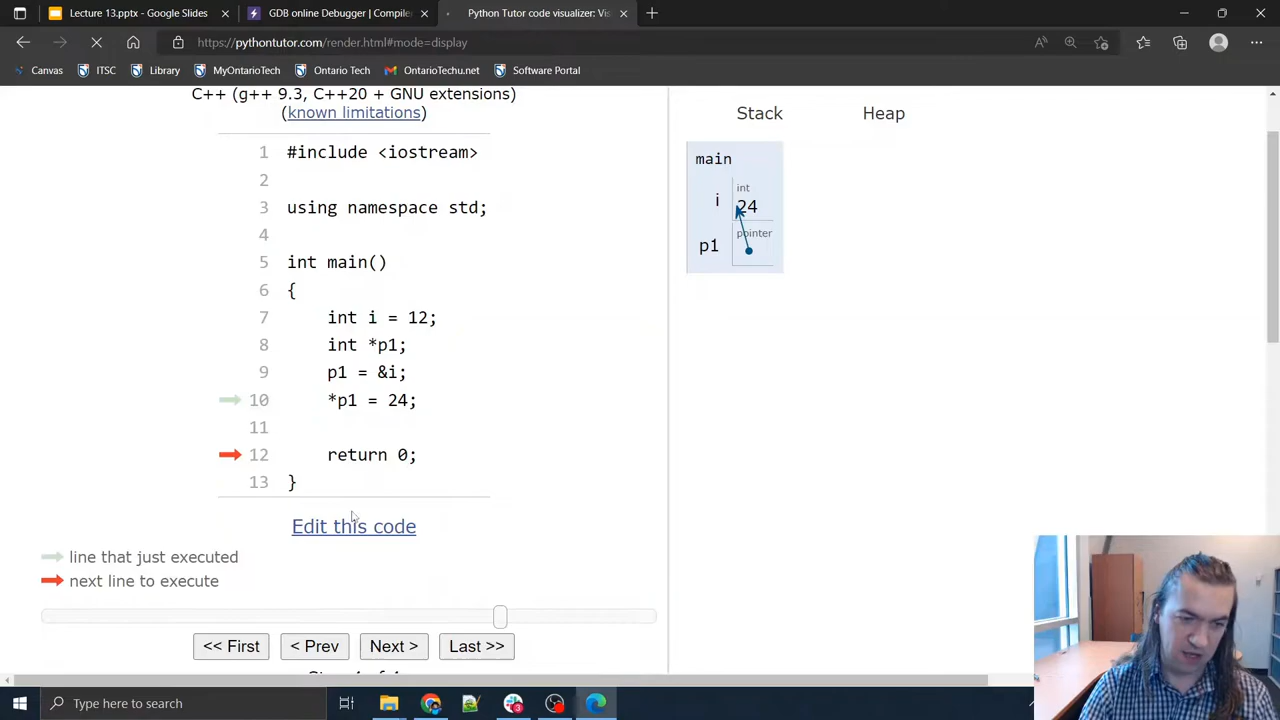 Lecture 13.pptx - Google Slides
GDB online Debugger | Compiler
Python Tutor code visualizer: Vis
https://pythontutor.com/render.html#mode=display
Canvas
ITSC
Library
MyOntarioTech
Ontario Tech
OntarioTechu.net
Software Portal
C++ (g++ 9.3, C++20 + GNU extensions)
(known limitations)
1 #include <iostream>
2
3 using namespace std;
4
5 int main()
6 {
7 int i = 12;
8 int *p1;
9 p1 = &i;
10 *p1 = 24;
11
12 return 0;
13 }
Edit this code
line that just executed
next line to execute
<< First < Prev Next > Last >>
Stack Heap
main
int
i 24
pointer
p1
Type here to search
3